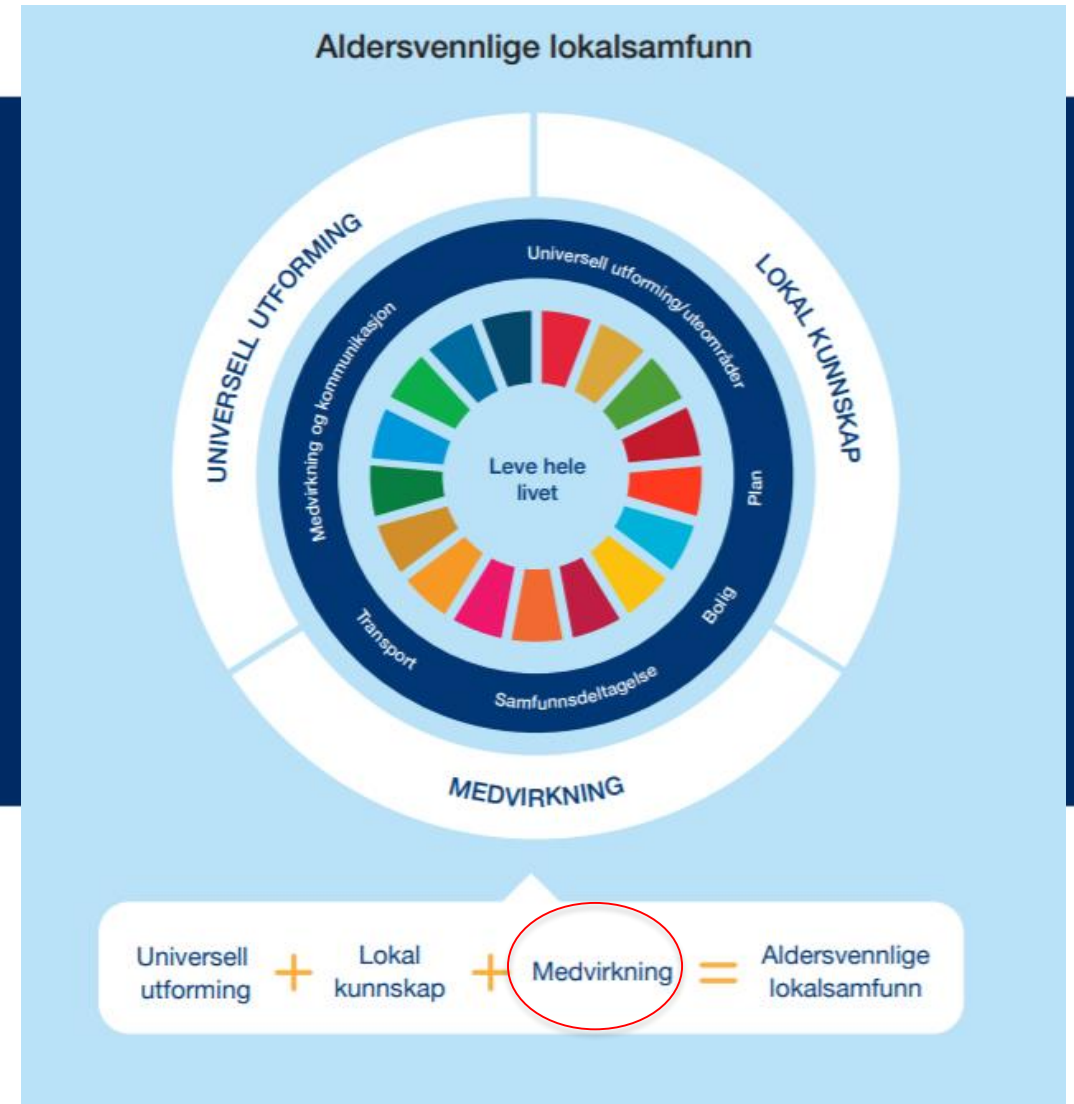 Aldersvennlige lokalsamfunn
UNIVERSELL UTFORMING
LOKAL KUNNSKAP
MEDVIRKNING
Medvirkning og kommunikasjon
Universell utforming/uteområder
Plan
Bolig
Samfunnsdeltagelse
Transport
Leve hele
livet
Universell
utforming
+
Lokal
kunnskap
+
Medvirkning
=
Aldersvennlige
lokalsamfunn